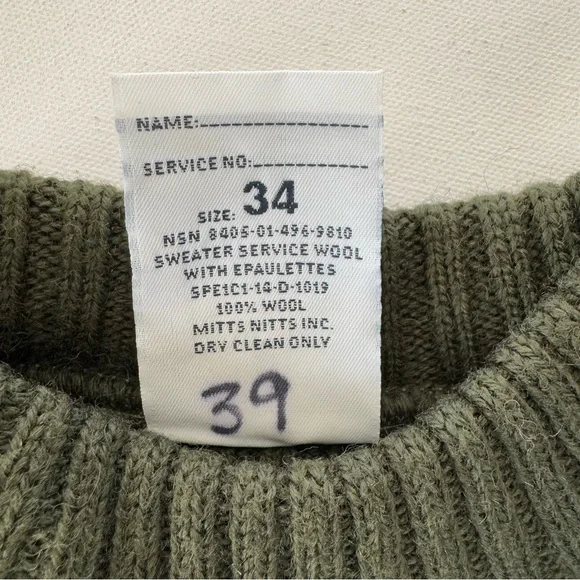 NAME:
SERVICE NO:
SIZE: 34
NSN 8405-01-496-9810
SWEATER SERVICE WOOL
WITH EPAULETTES
SPE1C1-14-D-1019
100% WOOL
MITTS NITTS INC.
DRY CLEAN ONLY
39